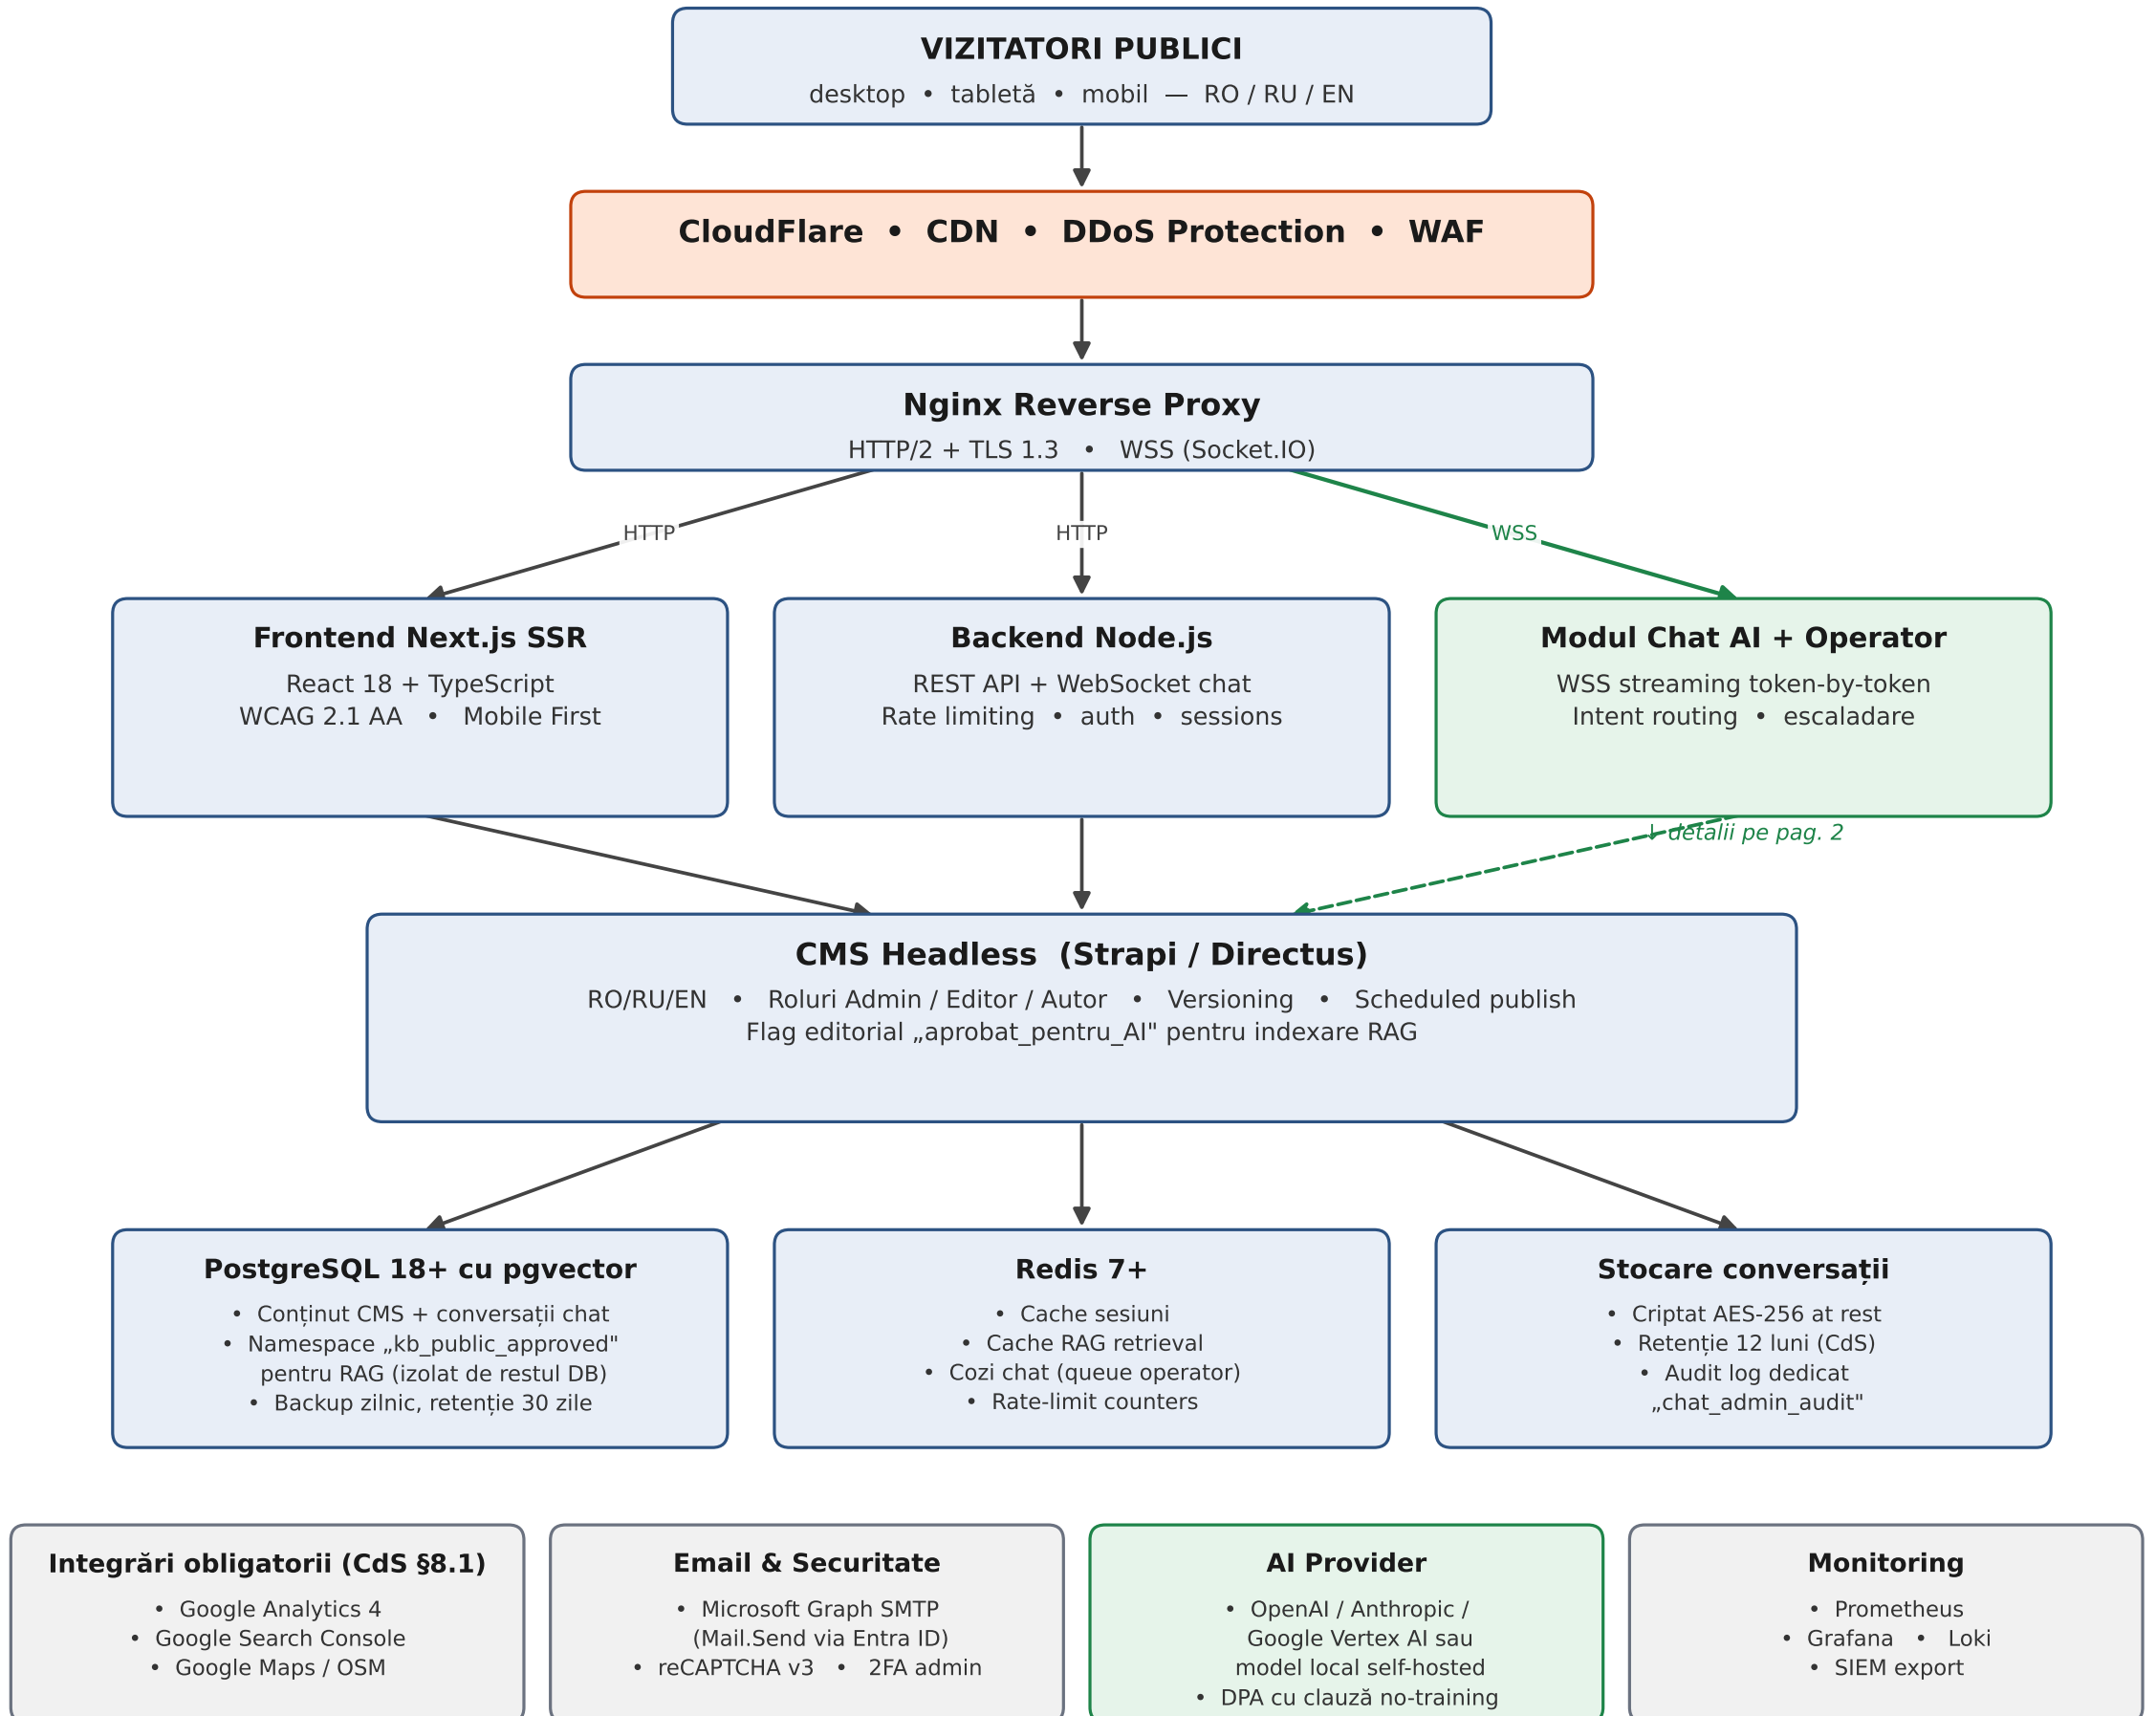 VIZITATORI PUBLICI
desktop • tabletă • mobil — RO / RU / EN
CloudFlare • CDN • DDoS Protection • WAF
Nginx Reverse Proxy
HTTP/2 + TLS 1.3 • WSS (Socket.IO)
HTTP
HTTP
WSS
Frontend Next.js SSR
React 18 + TypeScript
WCAG 2.1 AA • Mobile First
Backend Node.js
REST API + WebSocket chat
Rate limiting • auth • sessions
Modul Chat AI + Operator
WSS streaming token-by-token
Intent routing • escaladare
↓ detalii pe pag. 2
CMS Headless (Strapi / Directus)
RO/RU/EN • Roluri Admin / Editor / Autor • Versioning • Scheduled publish
Flag editorial „aprobat_pentru_AI" pentru indexare RAG
PostgreSQL 18+ cu pgvector
• Conținut CMS + conversații chat
• Namespace „kb_public_approved"
pentru RAG (izolat de restul DB)
• Backup zilnic, retenție 30 zile
Redis 7+
• Cache sesiuni
• Cache RAG retrieval
• Cozi chat (queue operator)
• Rate-limit counters
Stocare conversații
• Criptat AES-256 at rest
• Retenție 12 luni (CdS)
• Audit log dedicat
„chat_admin_audit"
Integrări obligatorii (CdS §8.1)
• Google Analytics 4
• Google Search Console
• Google Maps / OSM
Email & Securitate
• Microsoft Graph SMTP
(Mail.Send via Entra ID)
• reCAPTCHA v3 • 2FA admin
AI Provider
• OpenAI / Anthropic /
Google Vertex AI sau
model local self-hosted
• DPA cu clauză no-training
Monitoring
• Prometheus
• Grafana • Loki
• SIEM export